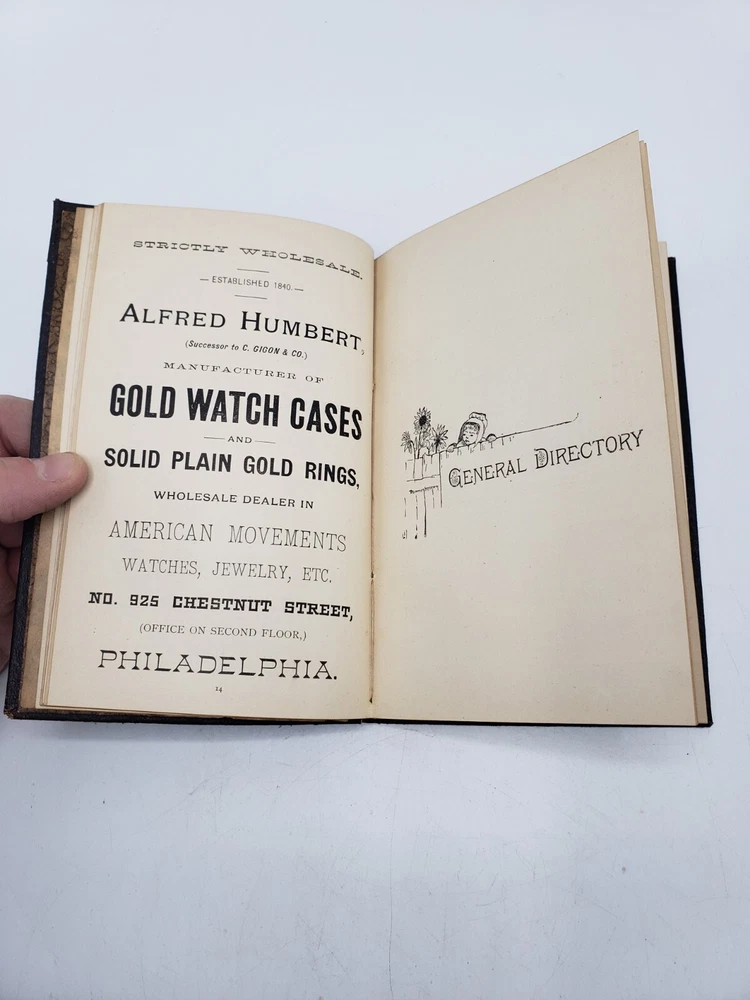 STRICTLY WHOLESALE.
— ESTABLISHED 1840. —
ALFRED HUMBERT,
(Successor to C. GIGON & CO.)
MANUFACTURER OF
GOLD WATCH CASES
— AND —
SOLID PLAIN GOLD RINGS,
WHOLESALE DEALER IN
AMERICAN MOVEMENTS
WATCHES, JEWELRY, ETC.
NO. 925 CHESTNUT STREET,
(OFFICE ON SECOND FLOOR,)
PHILADELPHIA.
14
GENERAL DIRECTORY